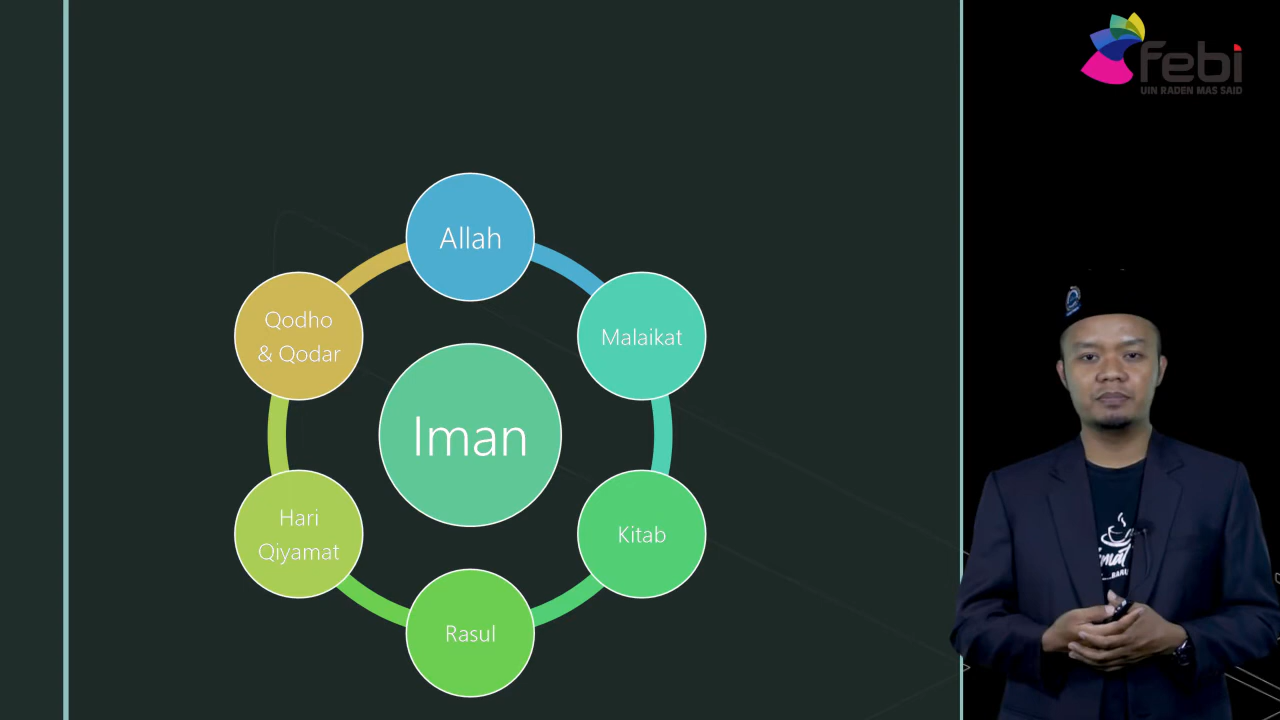 febi
UIN RADEN MAS SAID
Allah
Malaikat
Kitab
Rasul
Hari
Qiyamat
Qodho
& Qodar
Iman